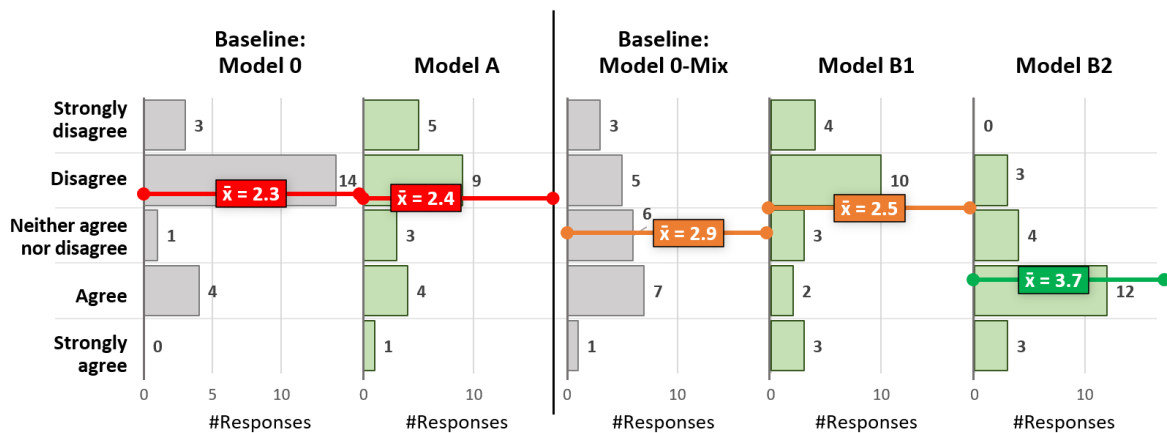 Baseline:
Model 0
Model A
Baseline:
Model 0-Mix
Model B1
Model B2
Strongly
disagree
3
5
3
4
0
Disagree
14
9
5
10
3
x̄ = 2.3
x̄ = 2.4
x̄ = 2.5
Neither agree
nor disagree
1
3
6
3
4
x̄ = 2.9
Agree
4
4
7
2
12
x̄ = 3.7
Strongly
agree
0
1
1
3
3
0 5 10
0 10
0 10
0 10
0 10
#Responses
#Responses
#Responses
#Responses
#Responses